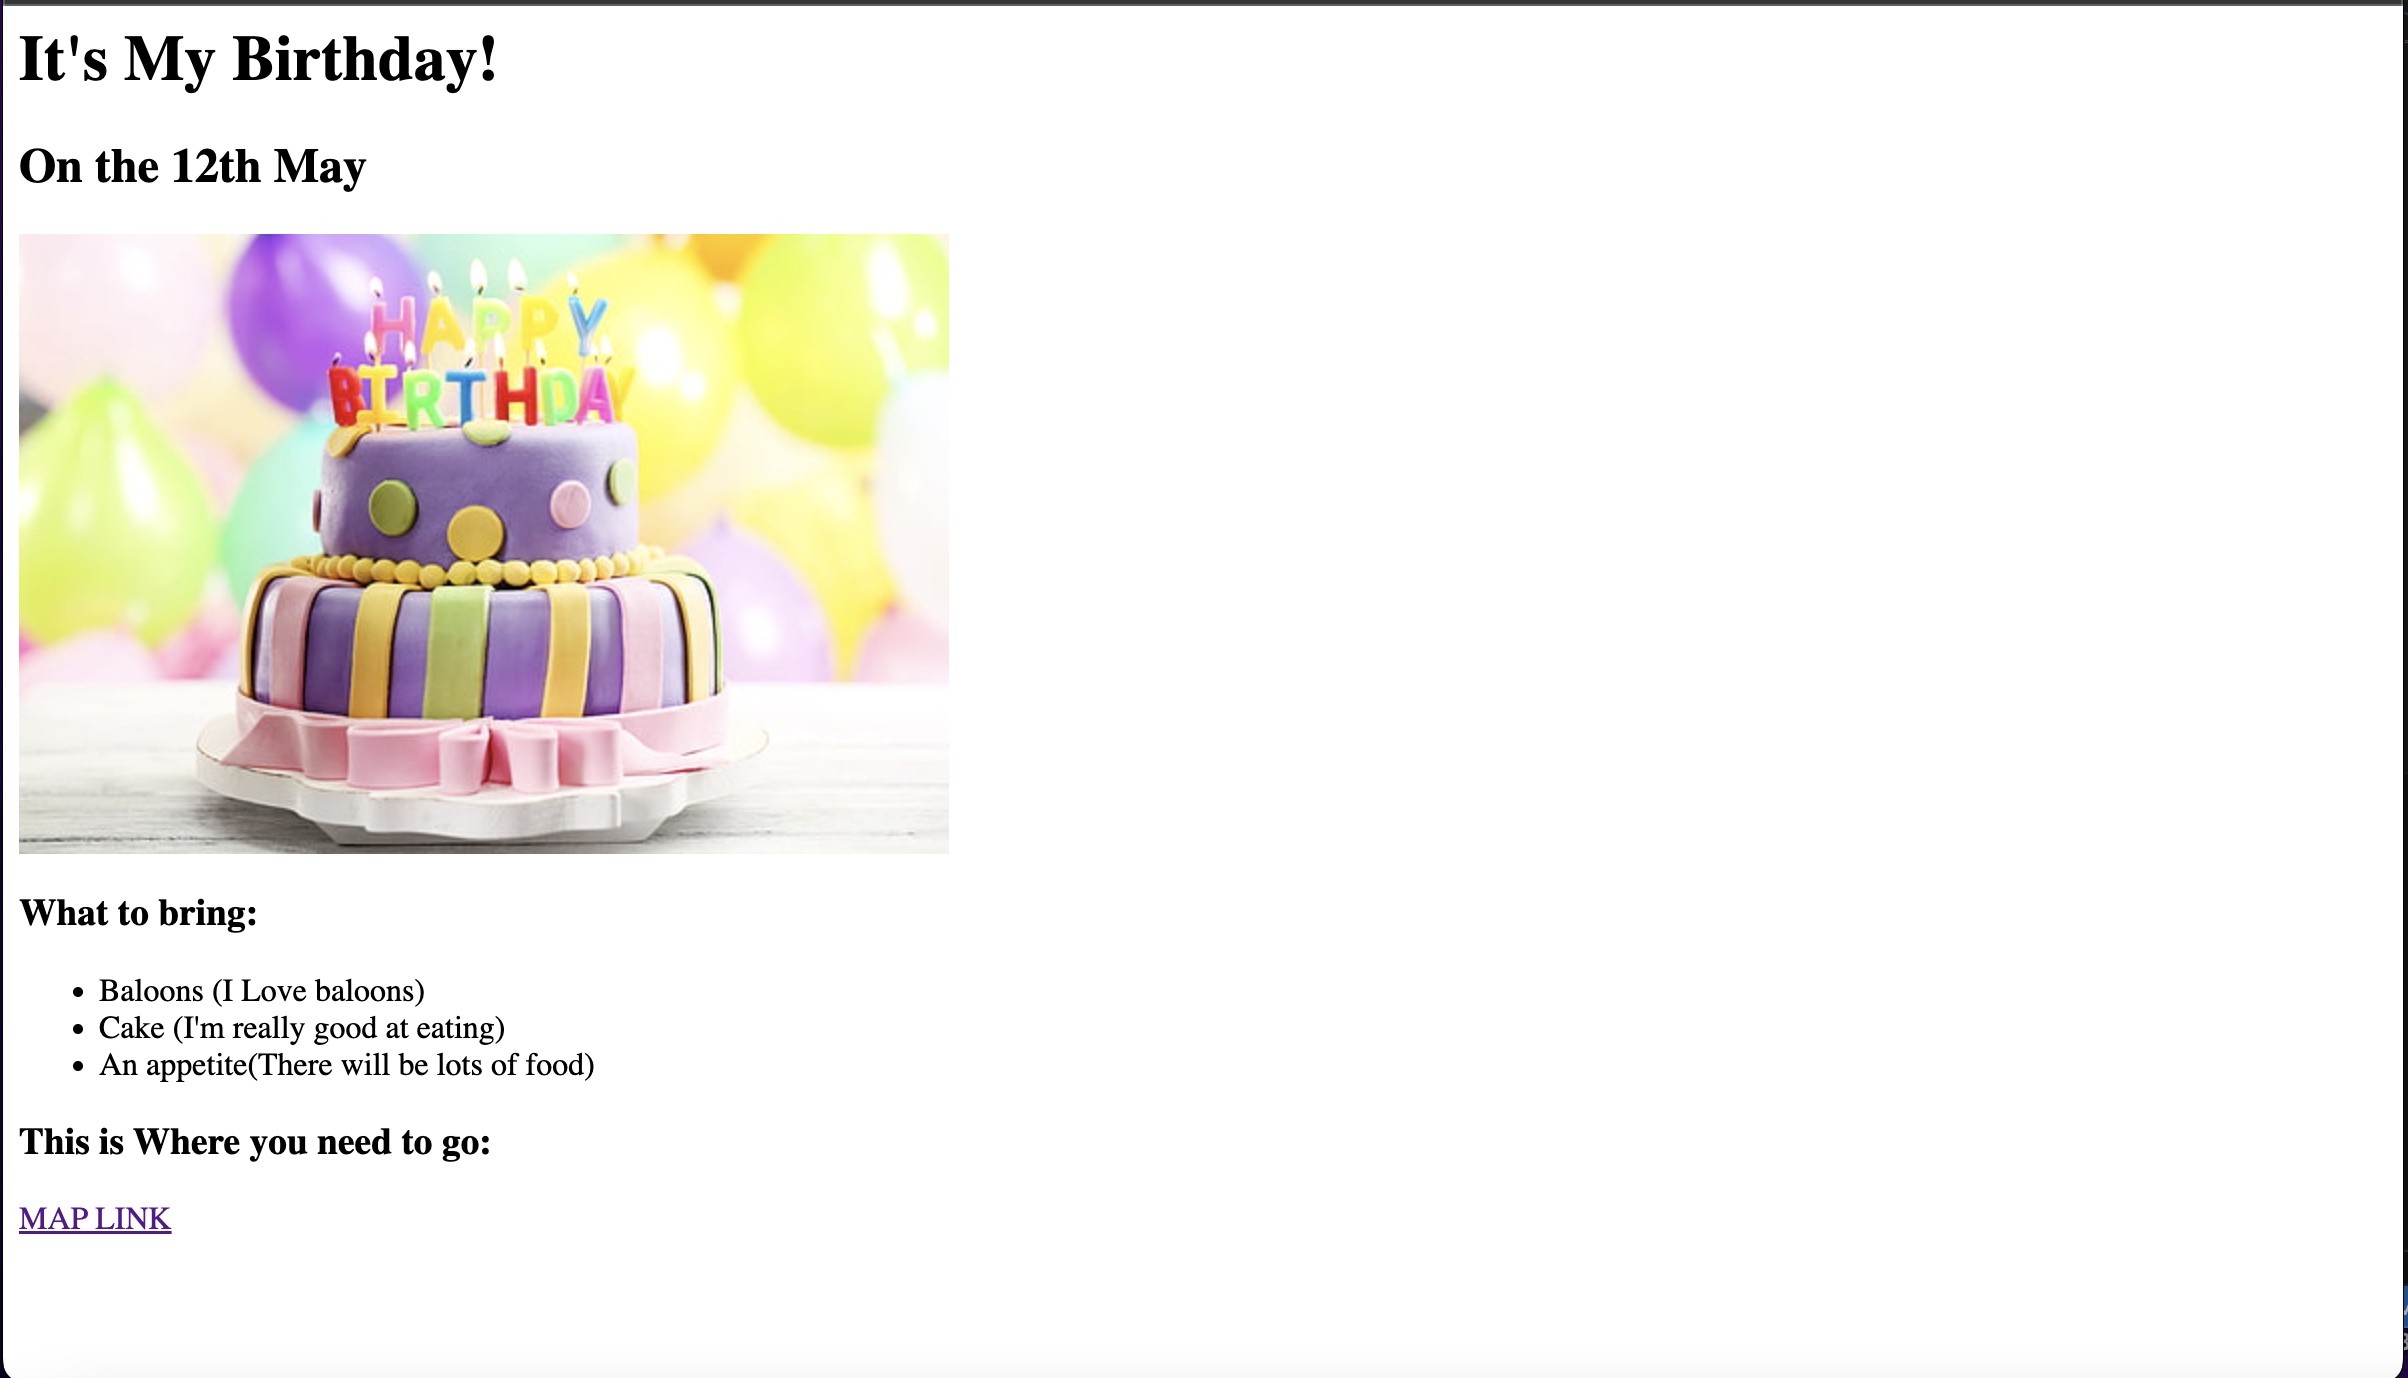 It's My Birthday!
On the 12th May
HAPPY
BIRTHDAY
What to bring:
Baloons (I Love baloons)
Cake (I'm really good at eating)
An appetite(There will be lots of food)
This is Where you need to go:
MAP LINK